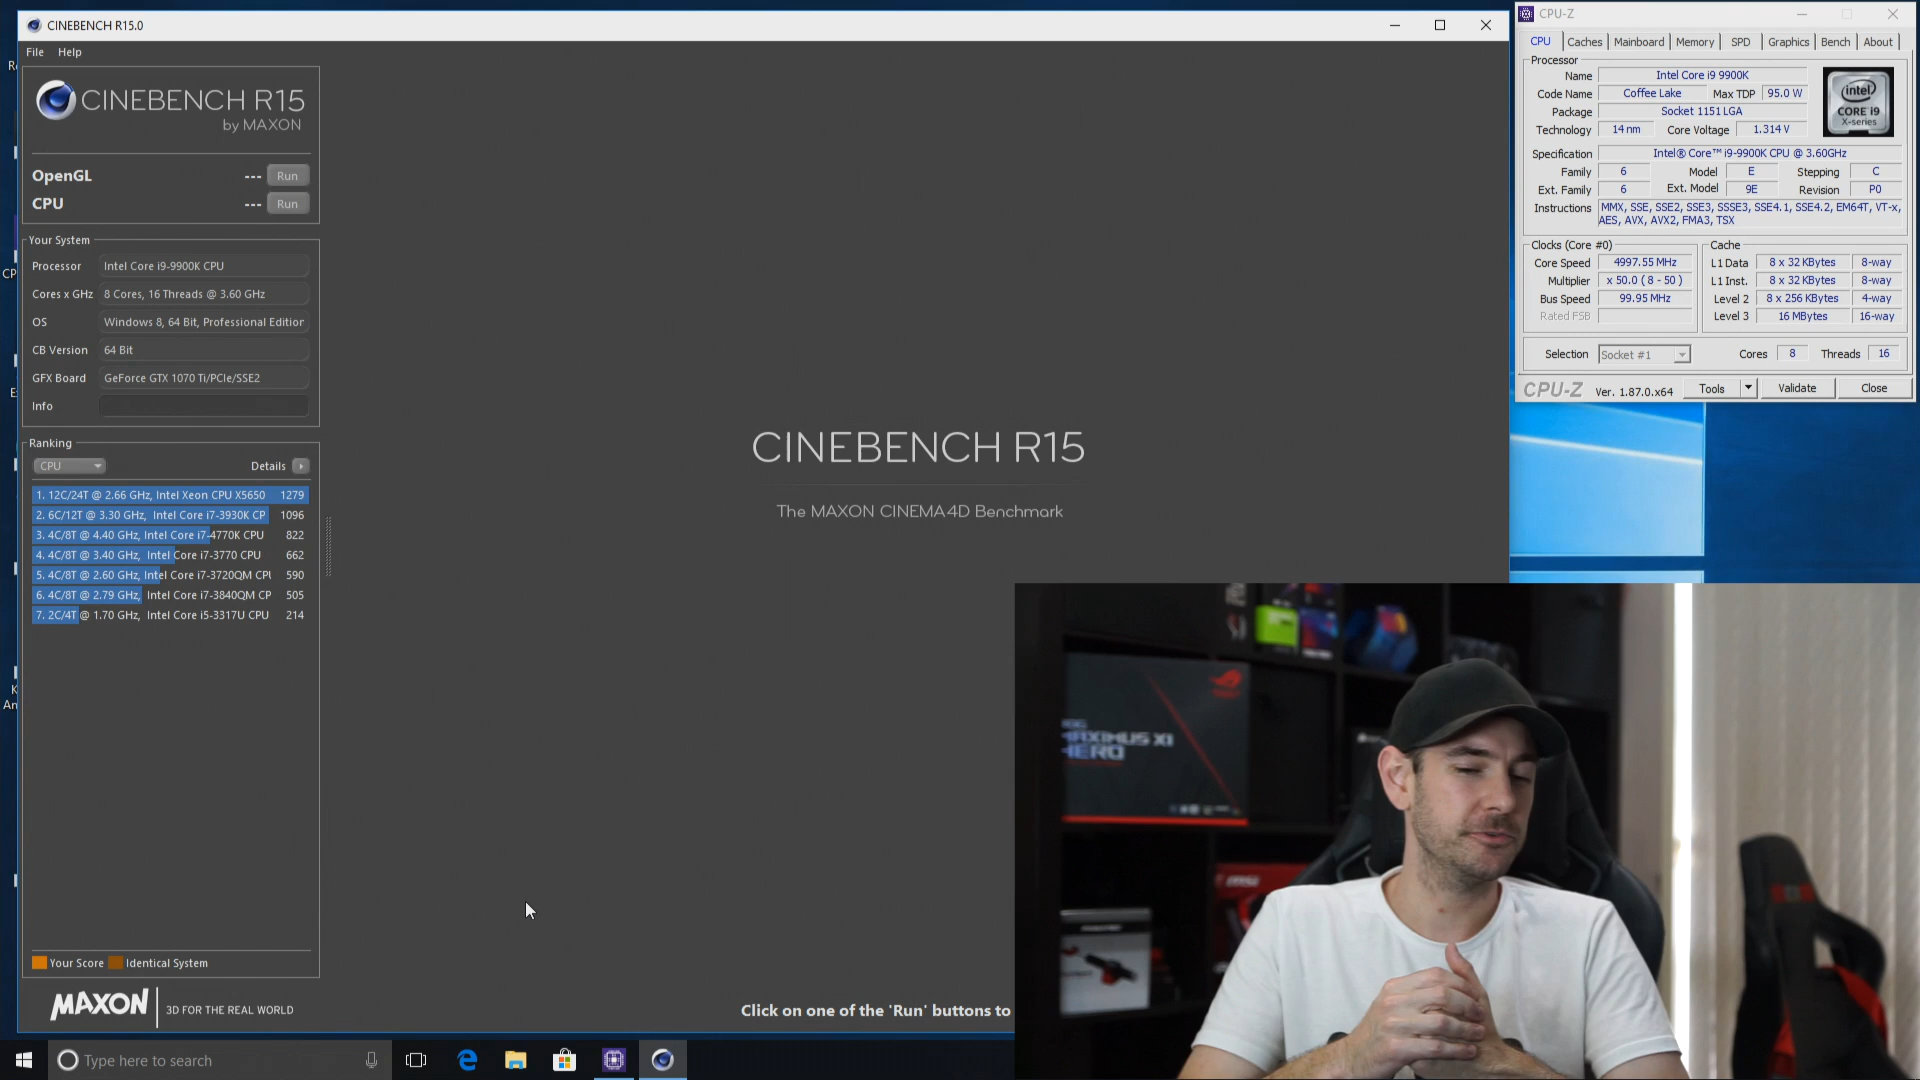 CINEBENCH R15.0
File Help
CINEBENCH R15
by MAXON
OpenGL --- Run
CPU --- Run
Your System
Processor Intel Core i9-9900K CPU
Cores x GHz 8 Cores, 16 Threads @ 3.60 GHz
OS Windows 8, 64 Bit, Professional Edition
CB Version 64 Bit
GFX Board GeForce GTX 1070 Ti/PCIe/SSE2
Info
Ranking
CPU Details
1. 12C/24T @ 2.66 GHz, Intel Xeon CPU X5650 1279
2. 6C/12T @ 3.30 GHz, Intel Core i7-3930K CP 1096
3. 4C/8T @ 4.40 GHz, Intel Core i7-4770K CPU 822
4. 4C/8T @ 3.40 GHz, Intel Core i7-3770 CPU 662
5. 4C/8T @ 2.60 GHz, Intel Core i7-3720QM CPU 590
6. 4C/8T @ 2.79 GHz, Intel Core i7-3840QM CP 505
7. 2C/4T @ 1.70 GHz, Intel Core i5-3317U CPU 214
Your Score Identical System
MAXON 3D FOR THE REAL WORLD
CINEBENCH R15
The MAXON CINEMA4D Benchmark
Click on one of the 'Run' buttons to
Type here to search
CPU-Z
CPU Caches Mainboard Memory SPD Graphics Bench About
Processor
Name Intel Core i9 9900K
Code Name Coffee Lake Max TDP 95.0 W
Package Socket 1151 LGA
Technology 14 nm Core Voltage 1.314 V
intel
CORE i9
X-series
Specification Intel® Core™ i9-9900K CPU @ 3.60GHz
Family 6 Model E Stepping C
Ext. Family 6 Ext. Model 9E Revision P0
Instructions MMX, SSE, SSE2, SSE3, SSSE3, SSE4.1, SSE4.2, EM64T, VT-x,
AES, AVX, AVX2, FMA3, TSX
Clocks (Core #0) Cache
Core Speed 4997.55 MHz L1 Data 8 x 32 KBytes 8-way
Multiplier x 50.0 ( 8 - 50 ) L1 Inst. 8 x 32 KBytes 8-way
Bus Speed 99.95 MHz Level 2 8 x 256 KBytes 4-way
Rated FSB Level 3 16 MBytes 16-way
Selection Socket #1 Cores 8 Threads 16
CPU-Z Ver. 1.87.0.x64 Tools Validate Close
MAXIMUS XI
HERO